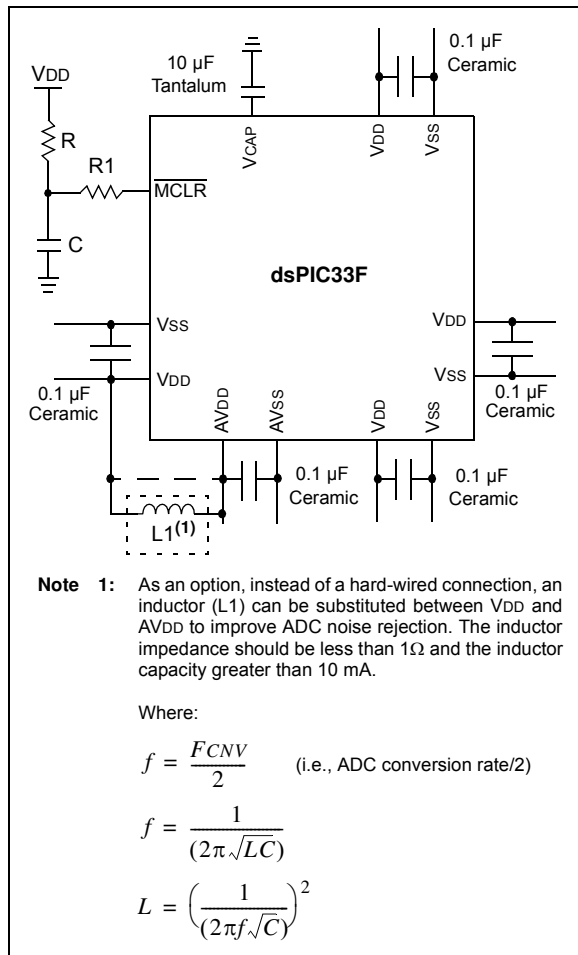 10 µF
Tantalum
0.1 µF
Ceramic
VDD
R
R1
C
VCAP
VDD
VSS
MCLR
dsPIC33F
VSS
VDD
0.1 µF
Ceramic
VDD
VSS
0.1 µF
Ceramic
AVDD
AVSS
VDD
VSS
0.1 µF
Ceramic
0.1 µF
Ceramic
L1(1)
Note 1: As an option, instead of a hard-wired connection, an
inductor (L1) can be substituted between VDD and
AVDD to improve ADC noise rejection. The inductor
impedance should be less than 1Ω and the inductor
capacity greater than 10 mA.
Where:
f = FCNV / 2 (i.e., ADC conversion rate/2)
f = 1 / (2π√LC)
L = (1 / (2πf√C))²